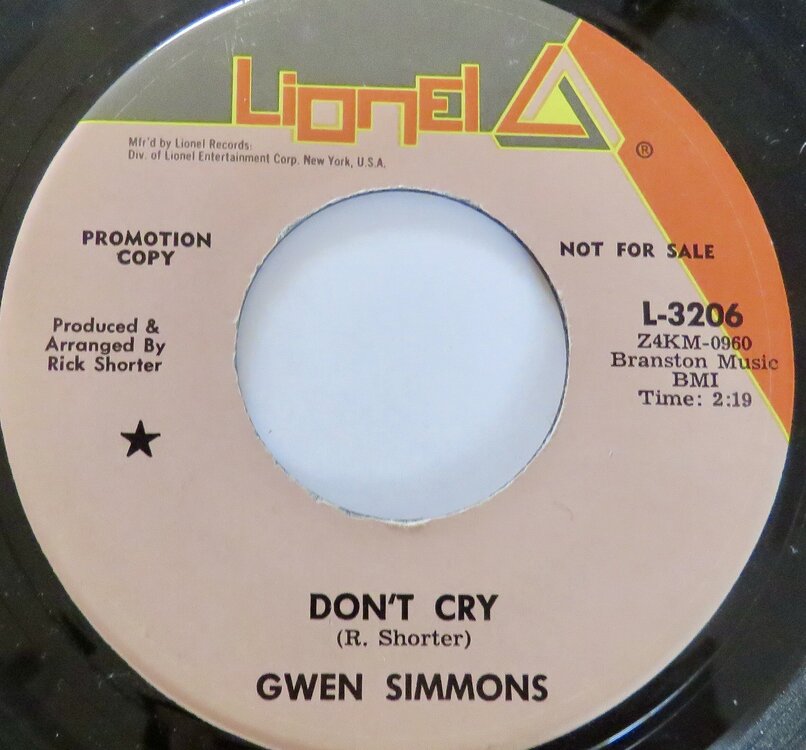 LionEl
®
Mfr'd by Lionel Records:
Div. of Lionel Entertainment Corp. New York, U.S.A.
PROMOTION
COPY
NOT FOR SALE
Produced &
Arranged By
Rick Shorter
L-3206
Z4KM-0960
Branston Music
BMI
Time: 2:19
DON'T CRY
(R. Shorter)
GWEN SIMMONS